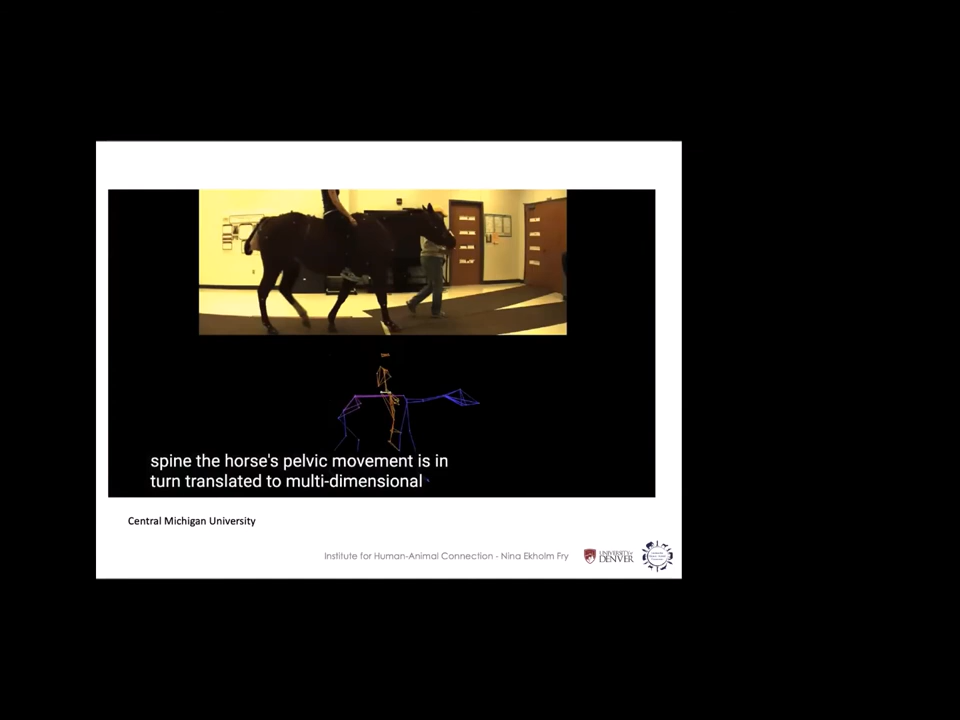 spine the horse's pelvic movement is in
turn translated to multi-dimensional
Central Michigan University
Institute for Human-Animal Connection - Nina Ekholm Fry
UNIVERSITY OF
DENVER